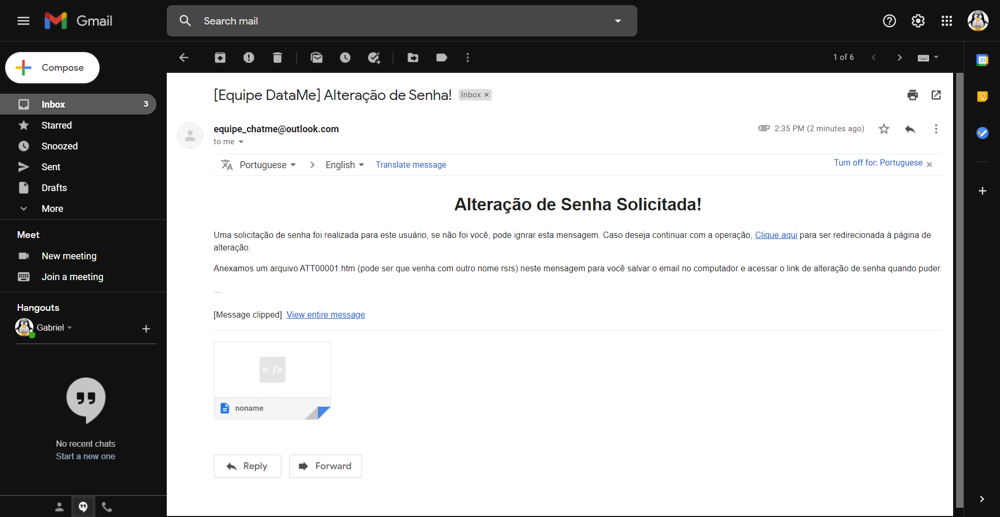 Gmail
Search mail
Compose
Inbox 3
Starred
Snoozed
Sent
Drafts
More
Meet
New meeting
Join a meeting
Hangouts
Gabriel
No recent chats
Start a new one
1 of 6
[Equipe DataMe] Alteração de Senha! Inbox
equipe_chatme@outlook.com
2:35 PM (2 minutes ago)
to me
Portuguese English Translate message
Turn off for: Portuguese
Alteração de Senha Solicitada!
Uma solicitação de senha foi realizada para este usuário, se não foi você, pode ignrar esta mensagem. Caso deseja continuar com a operação, Clique aqui para ser redirecionada à página de
alteração.
Anexamos um arquivo ATT00001.htm (pode ser que venha com outro nome rsrs) neste mensagem para você salvar o email no computador e acessar o link de alteração de senha quando puder.
...
[Message clipped] View entire message
< />
noname
Reply
Forward
31